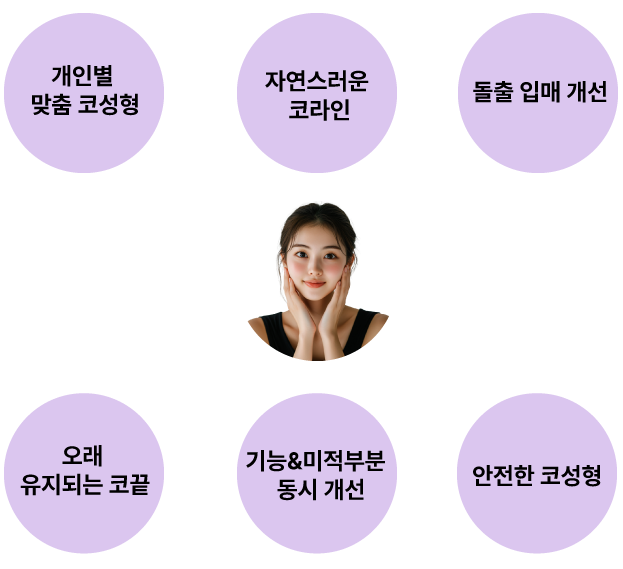 개인별
맞춤 코성형
자연스러운
코라인
돌출 입매 개선
오래
유지되는 코끝
기능&미적부분
동시 개선
안전한 코성형